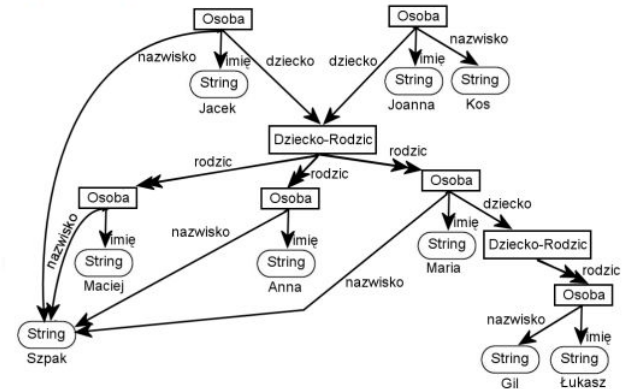 Osoba
Osoba
nazwisko
imię
dziecko
dziecko
imię
nazwisko
String
Jacek
String
Joanna
String
Kos
Dziecko-Rodzic
rodzic
rodzic
rodzic
Osoba
Osoba
Osoba
nazwisko
imię
nazwisko
imię
imię
dziecko
String
Maciej
String
Anna
String
Maria
Dziecko-Rodzic
nazwisko
rodzic
Osoba
String
Szpak
nazwisko
imię
String
Gil
String
Łukasz